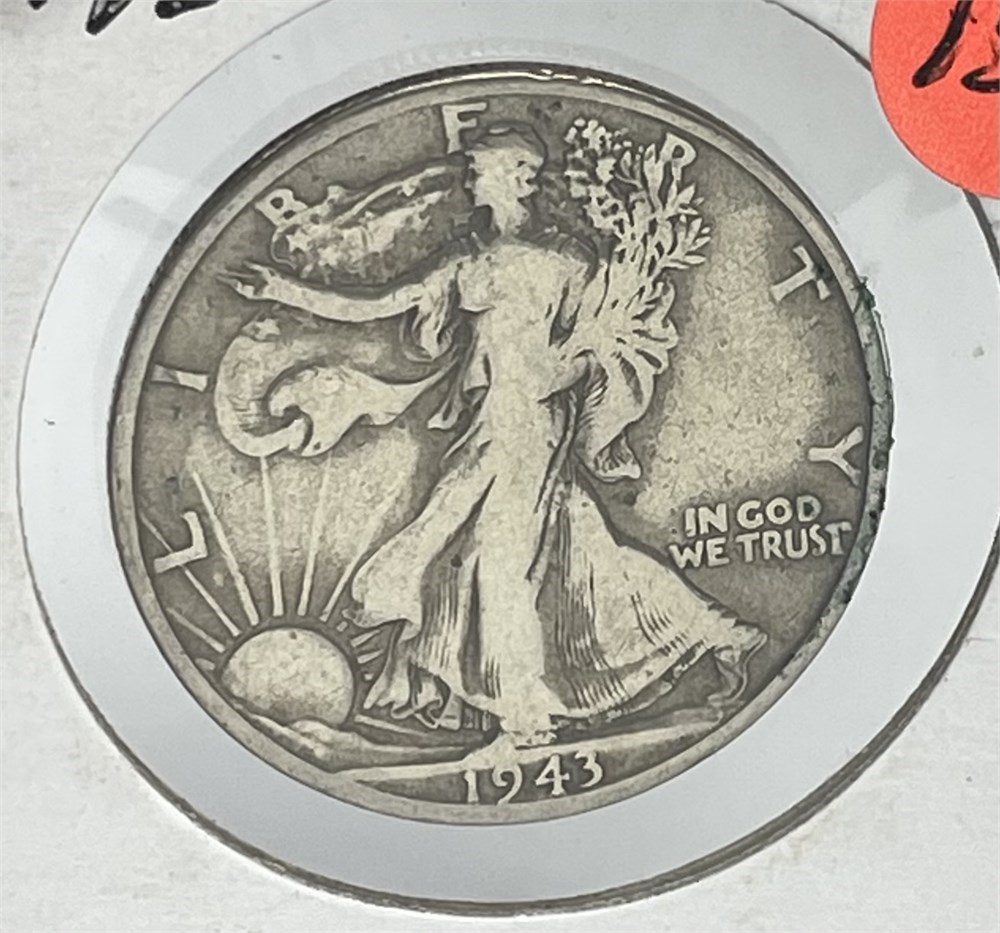 LIBERTY
IN GOD
WE TRUST
1943